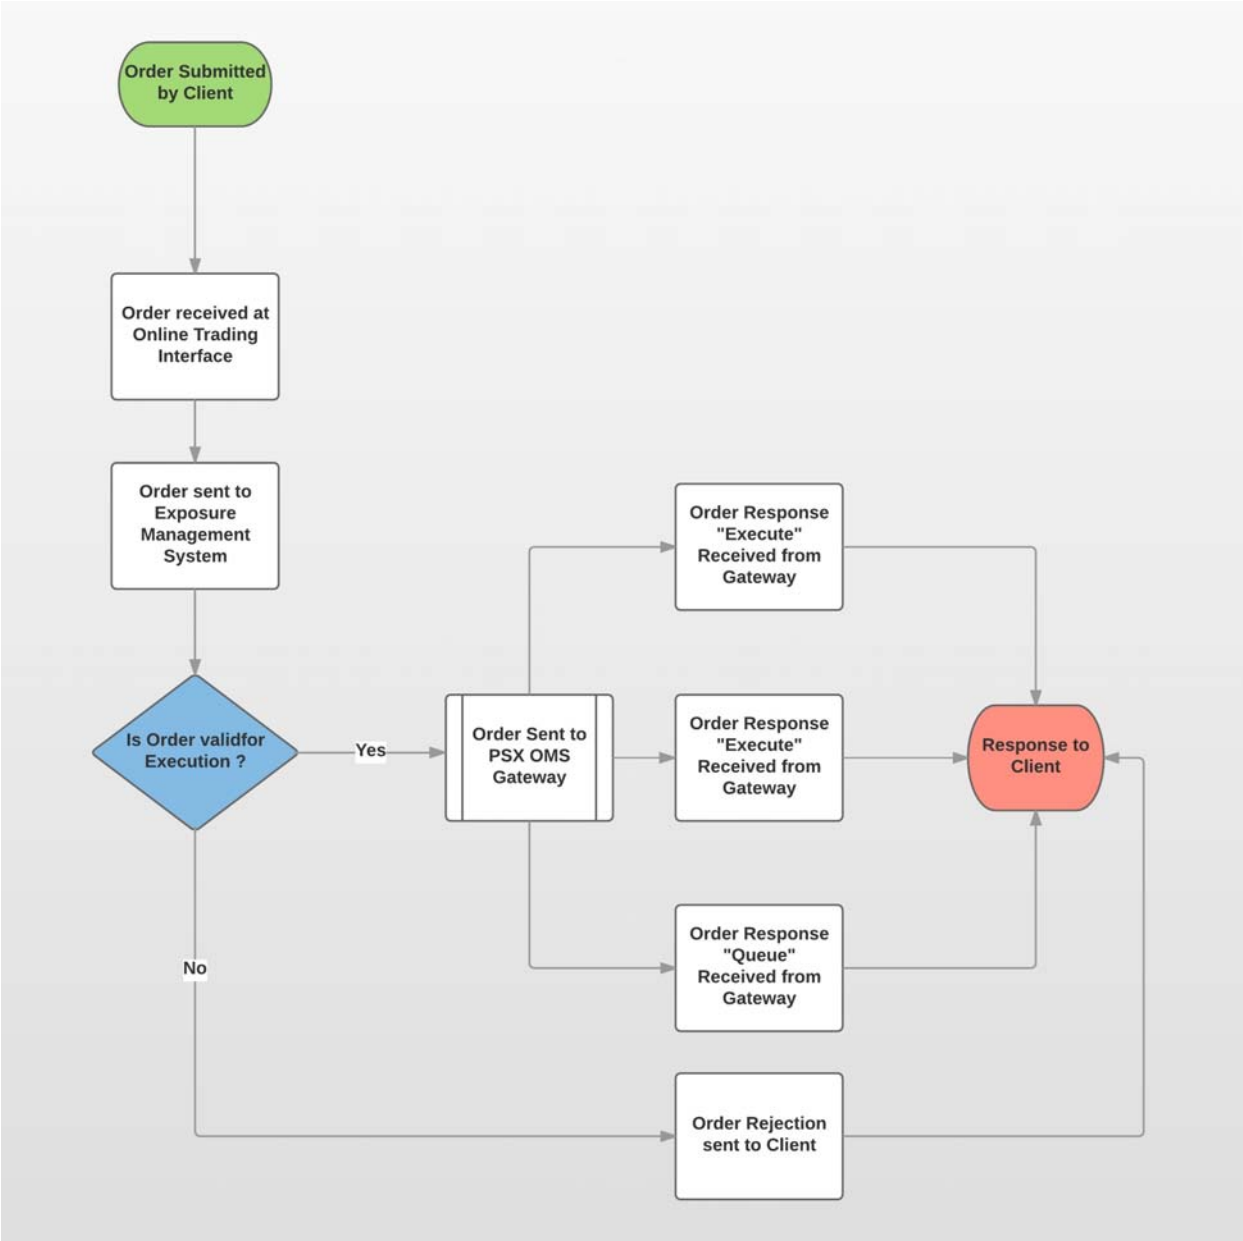 Order Submitted
by Client
Order received at
Online Trading
Interface
Order sent to
Exposure
Management
System
Is Order validfor
Execution ?
Yes
No
Order Sent to
PSX OMS
Gateway
Order Response
"Execute"
Received from
Gateway
Order Response
"Execute"
Received from
Gateway
Order Response
"Queue"
Received from
Gateway
Order Rejection
sent to Client
Response to
Client